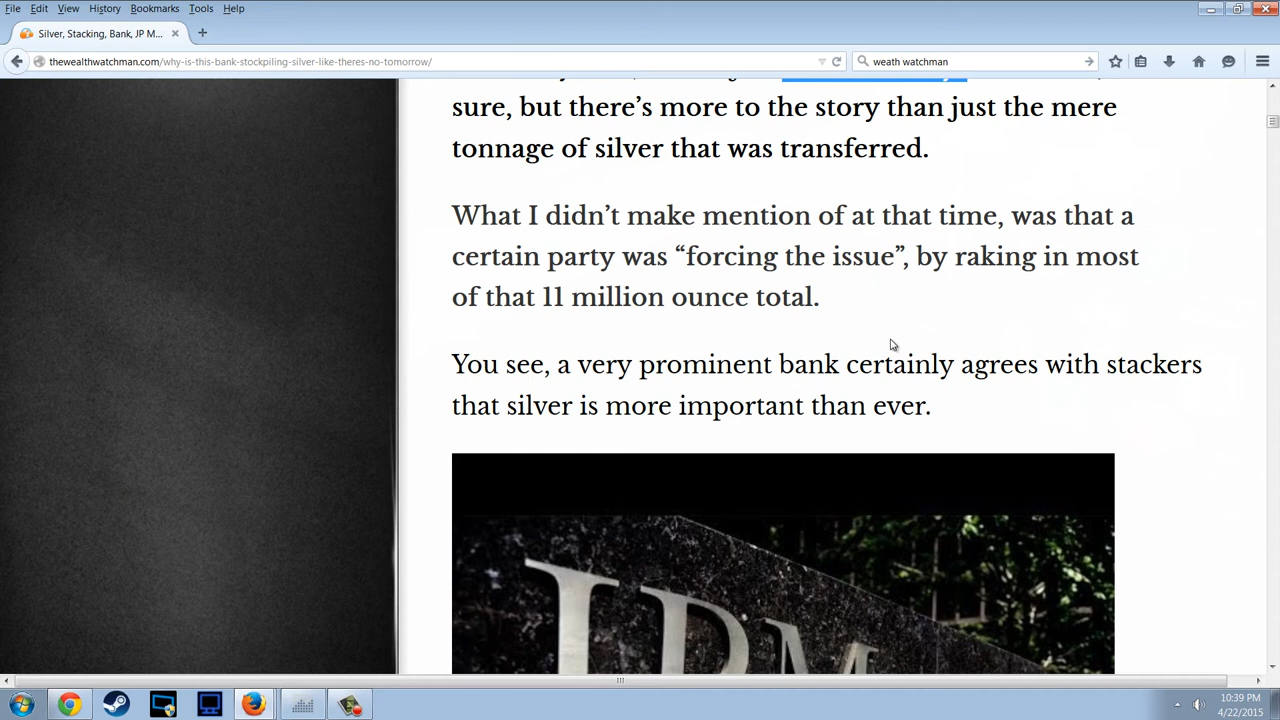 File Edit View History Bookmarks Tools Help
Silver, Stacking, Bank, JP M...
thewealthwatchman.com/why-is-this-bank-stockpiling-silver-like-theres-no-tomorrow/
weath watchman
sure, but there’s more to the story than just the mere
tonnage of silver that was transferred.
What I didn’t make mention of at that time, was that a
certain party was “forcing the issue”, by raking in most
of that 11 million ounce total.
You see, a very prominent bank certainly agrees with stackers
that silver is more important than ever.
JPM
10:39 PM
4/22/2015